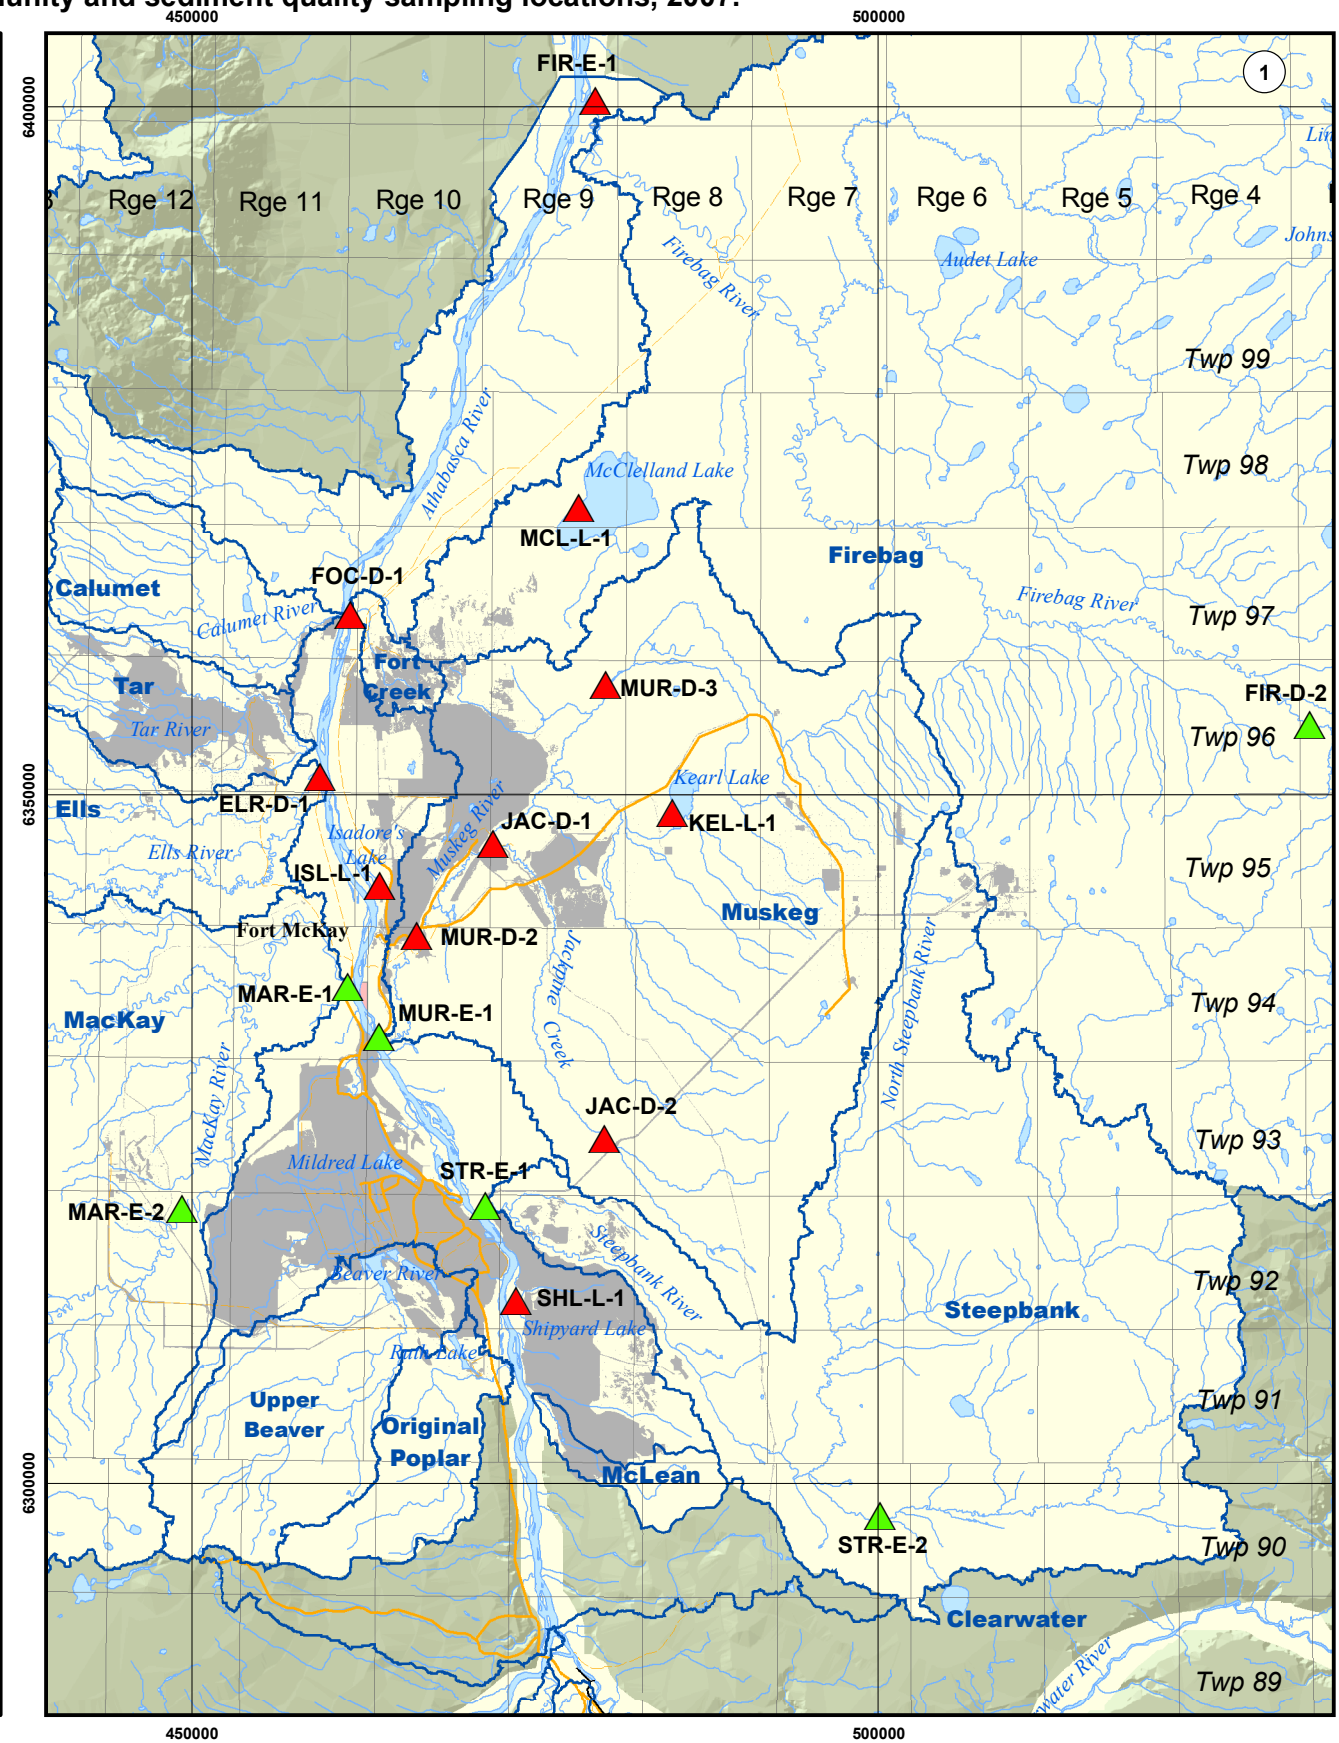 unity and sediment quality sampling locations, 2007.
450000
500000
FIR-E-1
1
6400000
Rge 12
Rge 11
Rge 10
Rge 9
Rge 8
Rge 7
Rge 6
Rge 5
Rge 4
Firebag River
Audet Lake
Johns
Twp 99
Athabasca River
McClelland Lake
Twp 98
MCL-L-1
Firebag
FOC-D-1
Calumet
Calumet River
Firebag River
Twp 97
Fort
Creek
Tar
MUR-D-3
FIR-D-2
Tar River
Twp 96
6350000
Kearl Lake
ELR-D-1
Ells
KEL-L-1
JAC-D-1
Isadore's
Lake
Muskeg River
Ells River
ISL-L-1
Twp 95
Muskeg
Fort McKay
MUR-D-2
Jackpine
Creek
North Steepbank River
MAR-E-1
MUR-E-1
Twp 94
MacKay
MacKay River
JAC-D-2
Twp 93
Mildred Lake
STR-E-1
MAR-E-2
Steepbank River
Beaver River
Twp 92
SHL-L-1
Steepbank
Shipyard Lake
Ruth Lake
Upper
Beaver
Original
Poplar
Twp 91
McLean
6300000
STR-E-2
Twp 90
Clearwater
water River
Twp 89
450000
500000